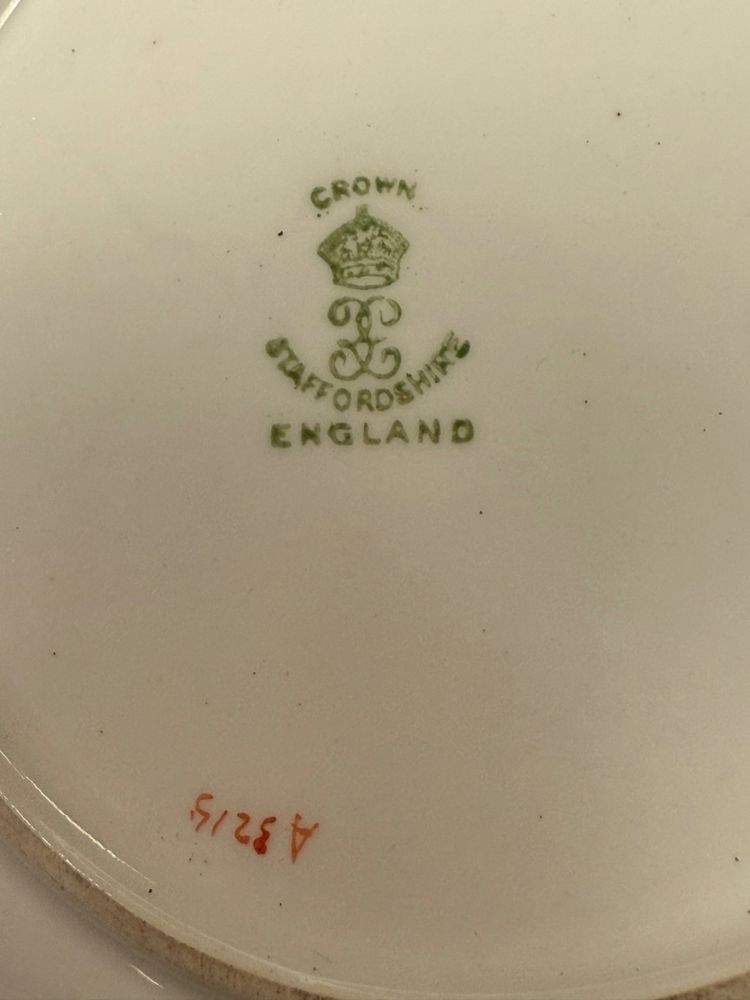 CROWN
STAFFORDSHIRE
ENGLAND
A3215